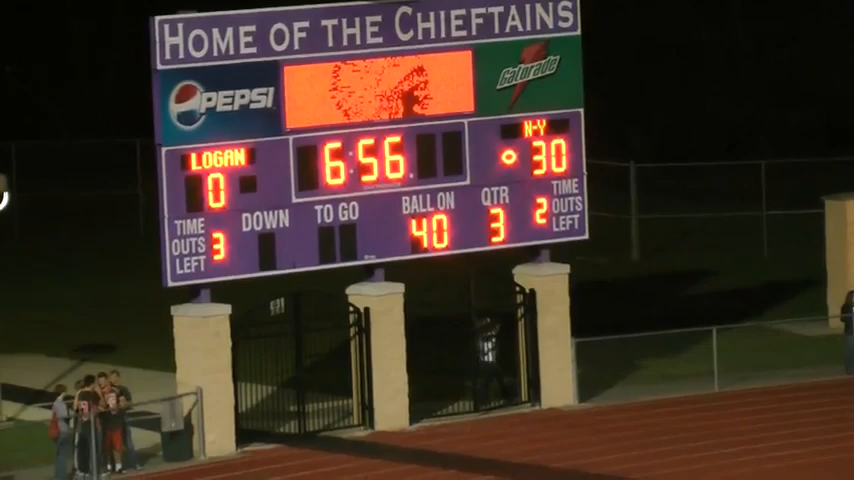 HOME OF THE CHIEFTAINS
PEPSI
Gatorade
LOGAN
0
6:56
N-Y
30
TIME OUTS LEFT 3
DOWN
TO GO
BALL ON
40
QTR
3
2 TIME OUTS LEFT